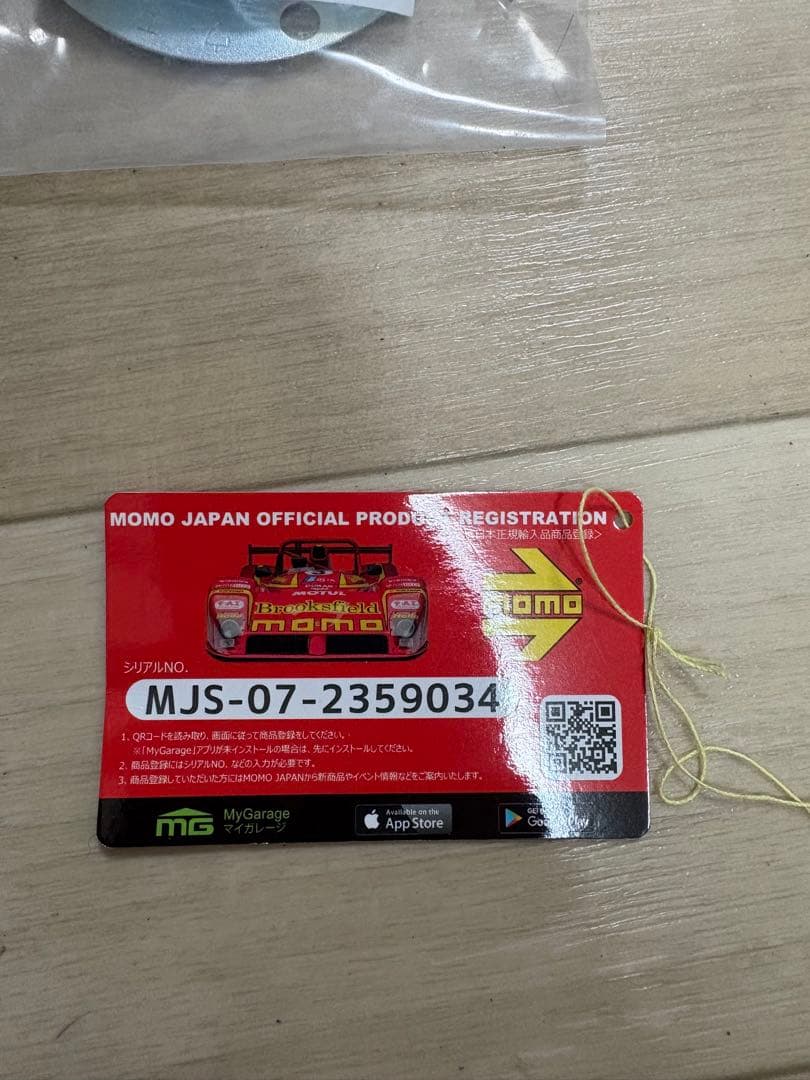 MOMO JAPAN OFFICIAL PRODUCT REGISTRATION
日本正規輸入品商品登録>
MOTUL
Brooksfield
momo
momo
シリアルNO.
MJS-07-2359034
1. QRコードを読み取り、画面に従って商品登録をしてください。
※「MyGarage」アプリが未インストールの場合は、先にインストールしてください。
2. 商品登録にはシリアルNO. などの入力が必要です。
3. 商品登録していただいた方にはMOMO JAPANから新商品やイベント情報などをご案内いたします。
MG
MyGarage
マイガレージ
Available on the
App Store
GET
Google Play